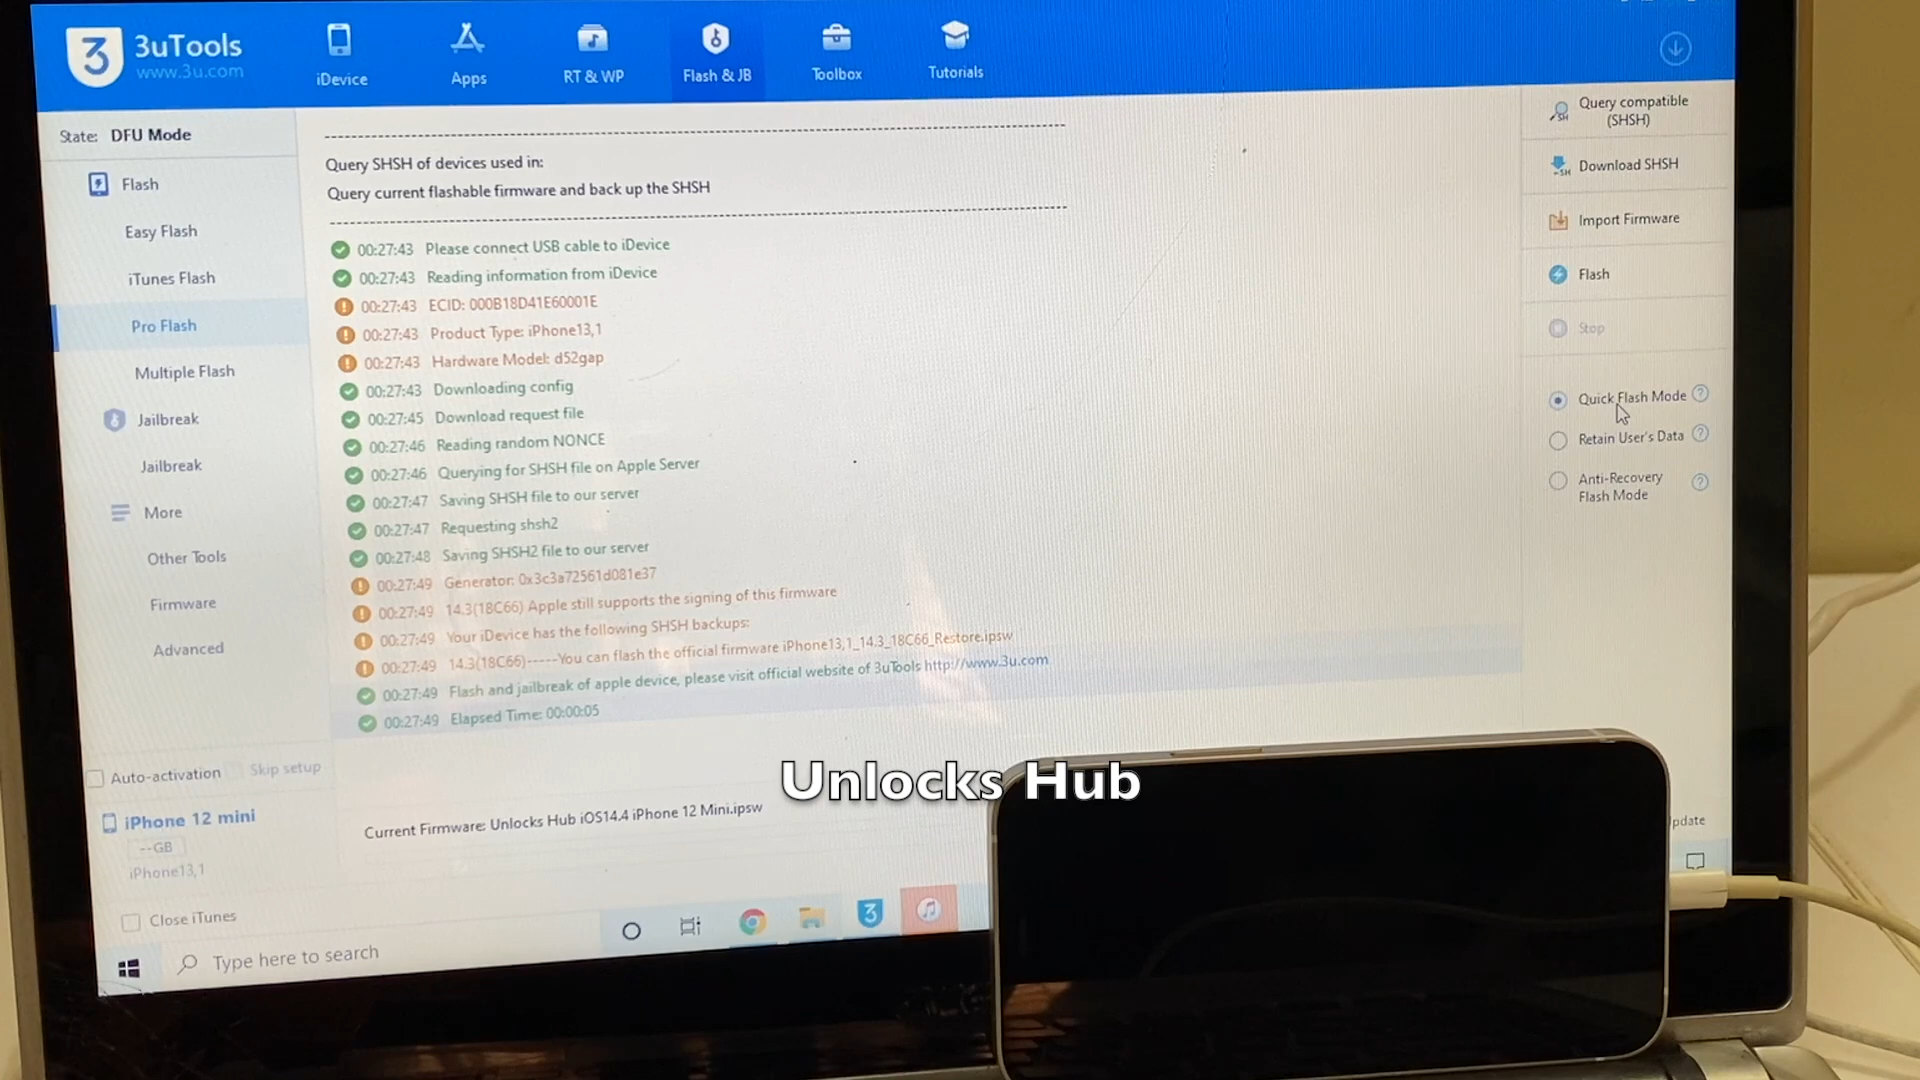 3uTools
www.3u.com
iDevice
Apps
RT & WP
Flash & JB
Toolbox
Tutorials
State: DFU Mode
Flash
Easy Flash
iTunes Flash
Pro Flash
Multiple Flash
Jailbreak
Jailbreak
More
Other Tools
Firmware
Advanced
Auto-activation
Skip setup
iPhone 12 mini
--GB
iPhone13,1
Close iTunes
Query SHSH of devices used in:
Query current flashable firmware and back up the SHSH
00:27:43 Please connect USB cable to iDevice
00:27:43 Reading information from iDevice
00:27:43 ECID: 000B18D41E60001E
00:27:43 Product Type: iPhone13,1
00:27:43 Hardware Model: d52gap
00:27:43 Downloading config
00:27:45 Download request file
00:27:46 Reading random NONCE
00:27:46 Querying for SHSH file on Apple Server
00:27:47 Saving SHSH file to our server
00:27:47 Requesting shsh2
00:27:48 Saving SHSH2 file to our server
00:27:49 Generator: 0x3c3a72561d081e37
00:27:49 14.3(18C66) Apple still supports the signing of this firmware
00:27:49 Your iDevice has the following SHSH backups:
00:27:49 14.3(18C66)-----You can flash the official firmware iPhone13,1_14.3_18C66_Restore.ipsw
00:27:49 Flash and jailbreak of apple device, please visit official website of 3uTools http://www.3u.com
00:27:49 Elapsed Time: 00:00:05
Current Firmware: Unlocks Hub iOS14.4 iPhone 12 Mini.ipsw
Query compatible
(SHSH)
Download SHSH
Import Firmware
Flash
Stop
Quick Flash Mode
Retain User's Data
Anti-Recovery
Flash Mode
Unlocks Hub
Type here to search